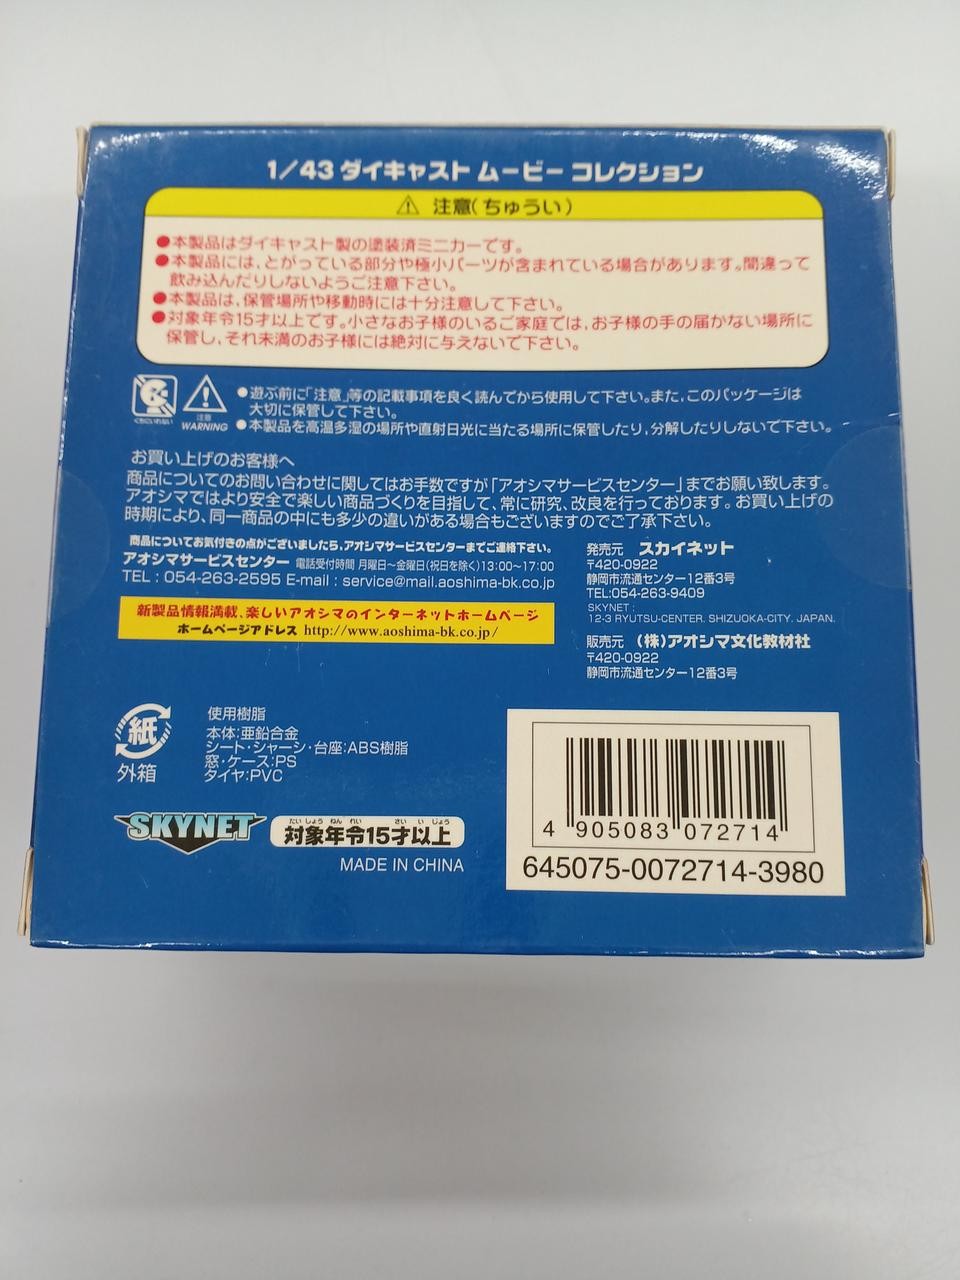 1/43 ダイキャスト ムービー コレクション
注意(ちゅうい)
●本製品はダイキャスト製の塗装済ミニカーです。
●本製品には、とがっている部分や極小パーツが含まれている場合があります。間違って
飲み込んだりしないようご注意下さい。
●本製品は、保管場所や移動時には十分注意して下さい。
●対象年令15才以上です。小さなお子様のいるご家庭では、お子様の手の届かない場所に
保管し、それ未満のお子様には絶対に与えないで下さい。
くちにいれない
注意
WARNING
●遊ぶ前に「注意」等の記載事項を良く読んでから使用して下さい。また、このパッケージは
大切に保管して下さい。
●本製品を高温多湿の場所や直射日光に当たる場所に保管したり、分解したりしないで下さい。
お買い上げのお客様へ
商品についてのお問い合わせに関してはお手数ですが「アオシマサービスセンター」までお願い致します。
アオシマではより安全で楽しい商品づくりを目指して、常に研究、改良を行っております。お買い上げの
時期により、同一商品の中にも多少の違いがある場合もございますのでご了承下さい。
商品についてお気付きの点がございましたら、アオシマサービスセンターまでご連絡下さい。
アオシマサービスセンター 電話受付時間 月曜日〜金曜日(祝日を除く)13:00〜17:00
TEL : 054-263-2595 E-mail : service@mail.aoshima-bk.co.jp
新製品情報満載、楽しいアオシマのインターネットホームページ
ホームページアドレス http://www.aoshima-bk.co.jp/
発売元 スカイネット
〒420-0922
静岡市流通センター12番3号
TEL:054-263-9409
SKYNET :
12-3 RYUTSU-CENTER. SHIZUOKA-CITY. JAPAN.
販売元 (株)アオシマ文化教材社
〒420-0922
静岡市流通センター12番3号
紙
外箱
使用樹脂
本体:亜鉛合金
シート・シャーシ・台座:ABS樹脂
窓・ケース:PS
タイヤ:PVC
SKYNET
たいしょう ねん れい さい い じょう
対象年令15才以上
MADE IN CHINA
4 905083 072714
645075-0072714-3980